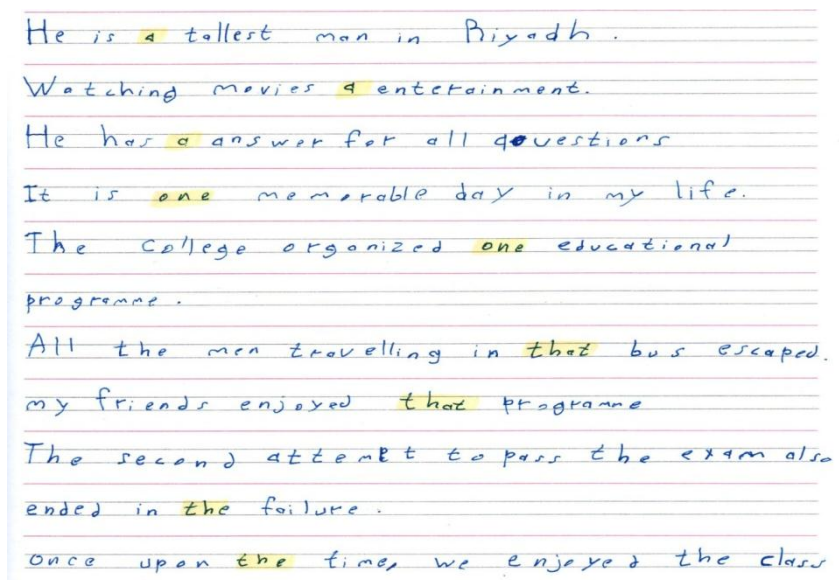 He is a tallest man in Riyadh .
Watching movies a entertainment.
He has a answer for all qouestions
It is one memorable day in my life.
The college organized one educational
programme .
All the men travelling in that bus escaped.
my friends enjoyed that programme
The second attempt to pass the exam also
ended in the failure .
once upon the time, we enjoyed the class